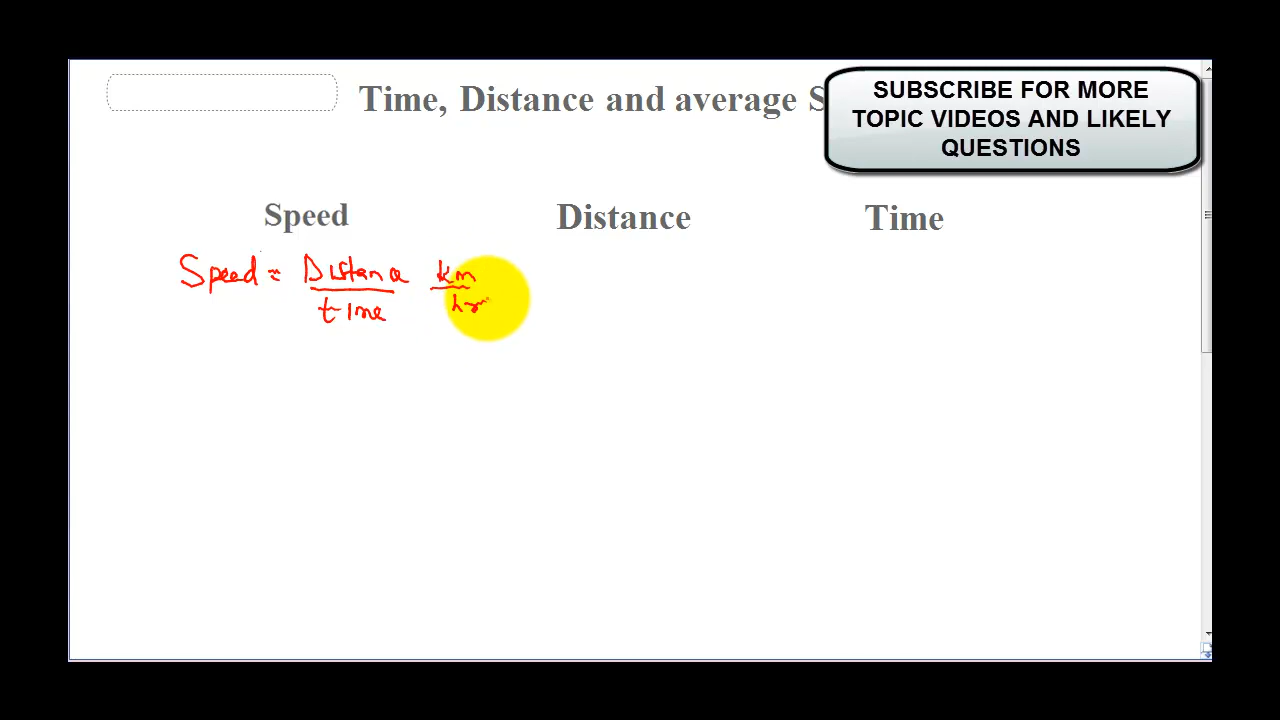 Time, Distance and average S
SUBSCRIBE FOR MORE
TOPIC VIDEOS AND LIKELY
QUESTIONS
Speed Distance Time
Speed = Distance km
time hr